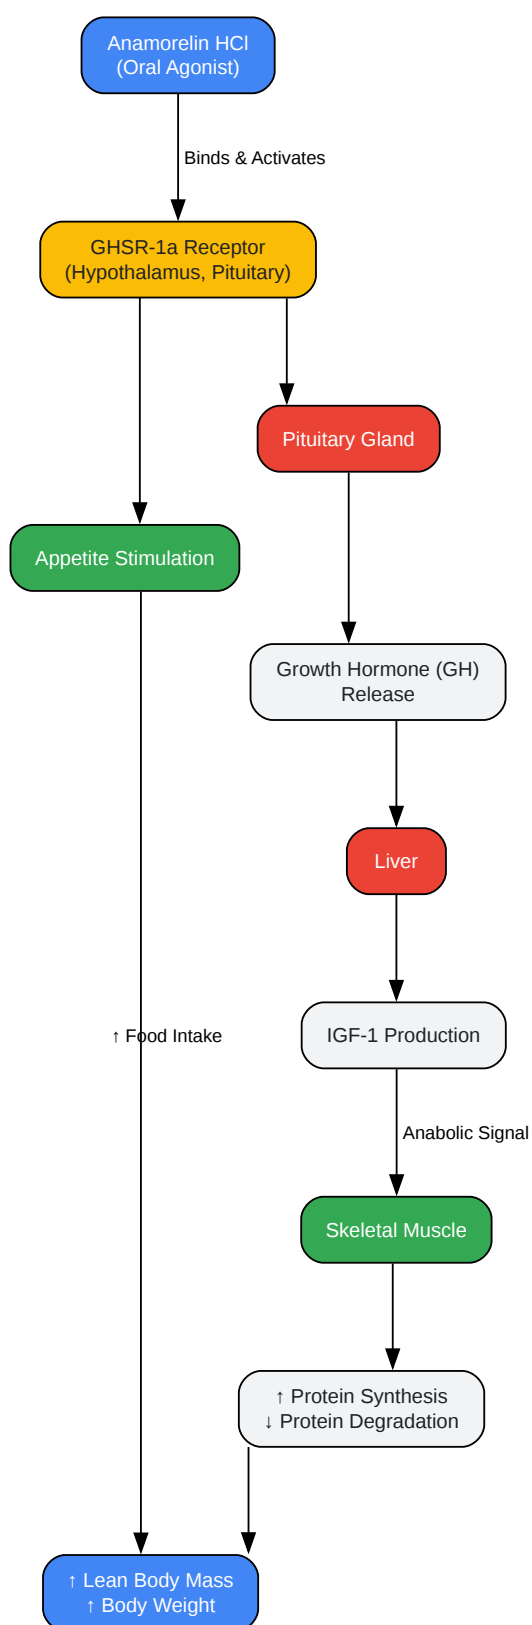 Anamorelin HCl
(Oral Agonist)
Binds & Activates
GHSR-1a Receptor
(Hypothalamus, Pituitary)
Pituitary Gland
Appetite Stimulation
Growth Hormone (GH)
Release
Liver
↑ Food Intake
IGF-1 Production
Anabolic Signal
Skeletal Muscle
↑ Protein Synthesis
↓ Protein Degradation
↑ Lean Body Mass
↑ Body Weight